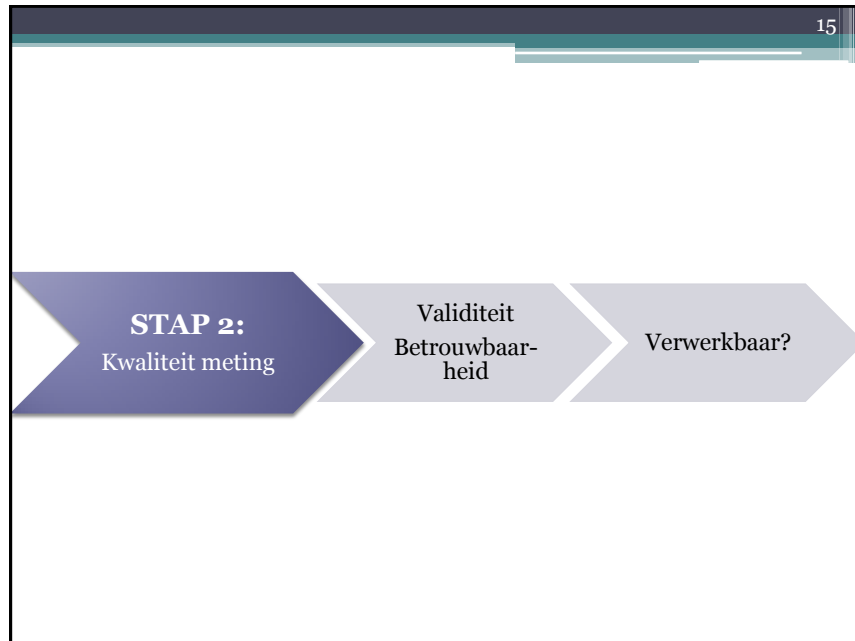 15
STAP 2:
Kwaliteit meting
Validiteit
Betrouwbaar-
heid
Verwerkbaar?